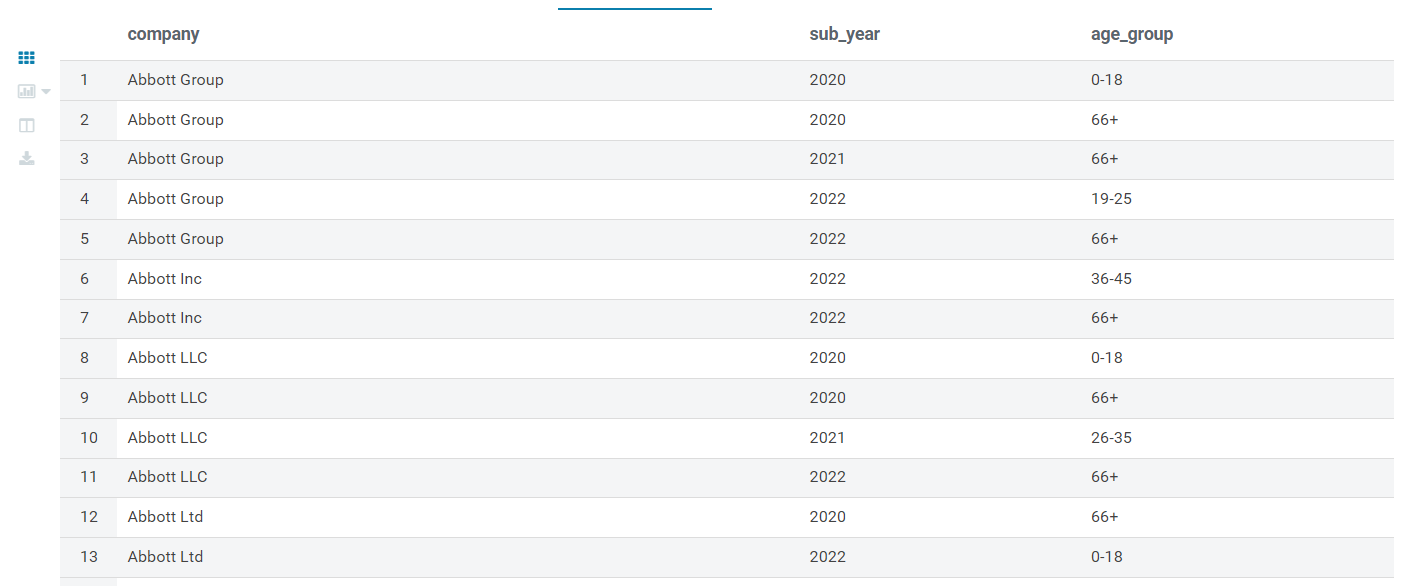 company sub_year age_group
1 Abbott Group 2020 0-18
2 Abbott Group 2020 66+
3 Abbott Group 2021 66+
4 Abbott Group 2022 19-25
5 Abbott Group 2022 66+
6 Abbott Inc 2022 36-45
7 Abbott Inc 2022 66+
8 Abbott LLC 2020 0-18
9 Abbott LLC 2020 66+
10 Abbott LLC 2021 26-35
11 Abbott LLC 2022 66+
12 Abbott Ltd 2020 66+
13 Abbott Ltd 2022 0-18